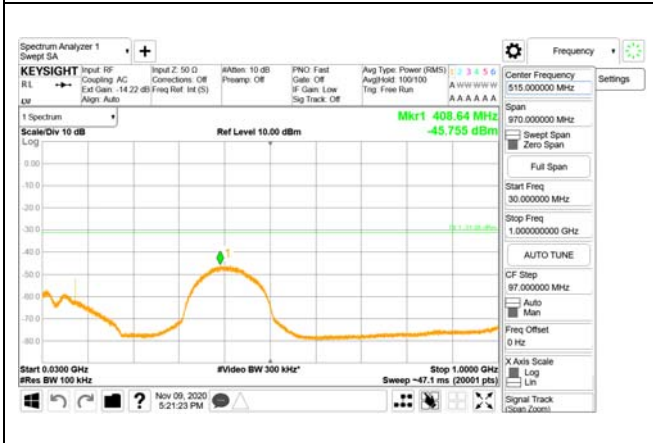 Spectrum Analyzer 1
Swept SA
+
Frequency
KEYSIGHT Input: RF Input Z: 50 Ω #Atten: 10 dB PNO: Fast Avg Type: Power (RMS) 1 2 3 4 5 6
RL Coupling: AC Corrections: Off Preamp: Off Gate: Off Avg|Hold: 100/100 A W W W W W
Ext Gain: -14.22 dB Freq Ref: Int (S) IF Gain: Low Trig: Free Run
Align: Auto Sig Track: Off A A A A A A
Center Frequency
515.000000 MHz
Settings
1 Spectrum
Mkr1 408.64 MHz
Scale/Div 10 dB Ref Level 10.00 dBm -45.755 dBm
Log
0.00
-10.0
-20.0
-30.0
-40.0
-50.0
-60.0
-70.0
-80.0
1
Start 0.0300 GHz #Video BW 300 kHz* Stop 1.0000 GHz
#Res BW 100 kHz Sweep ~47.1 ms (20001 pts)
Span
970.000000 MHz
Swept Span
Zero Span
Full Span
Start Freq
30.000000 MHz
Stop Freq
1.000000000 GHz
AUTO TUNE
CF Step
97.000000 MHz
Auto
Man
Freq Offset
0 Hz
X Axis Scale
Log
Lin
Signal Track
(Span Zoom)
?
Nov 09, 2020
5:21:23 PM